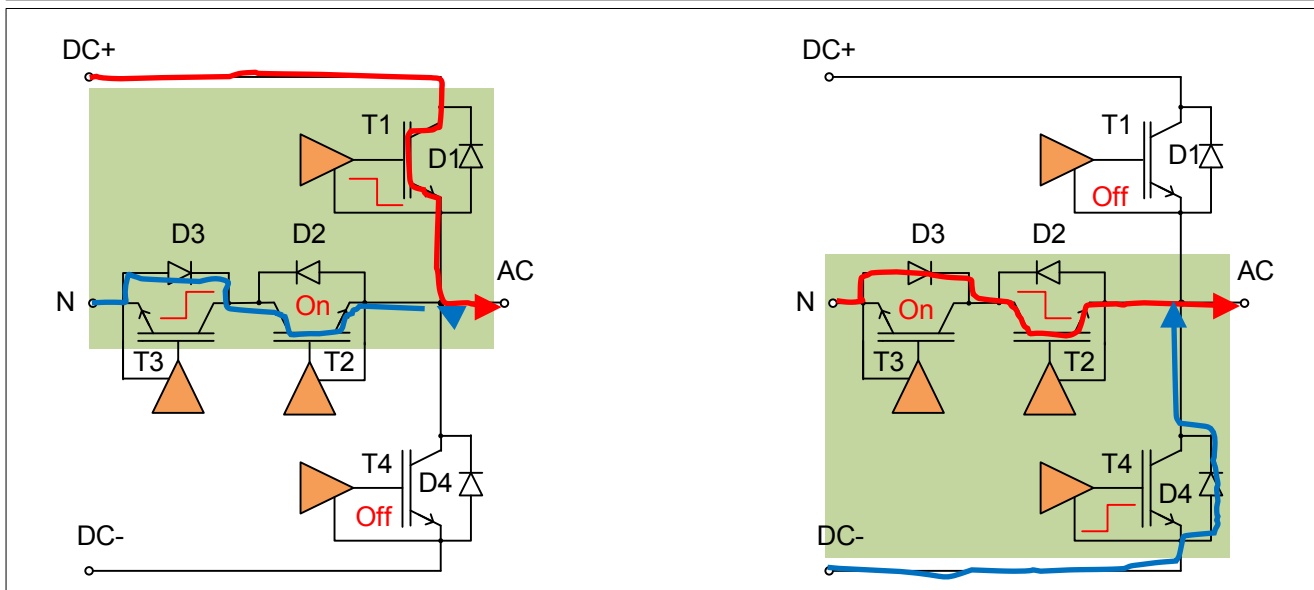 DC+
T1
D1
D3
D2
AC
N
On
T3
T2
T4
D4
Off
DC-
DC+
T1
D1
Off
D3
D2
AC
N
On
T3
T2
T4
D4
DC-